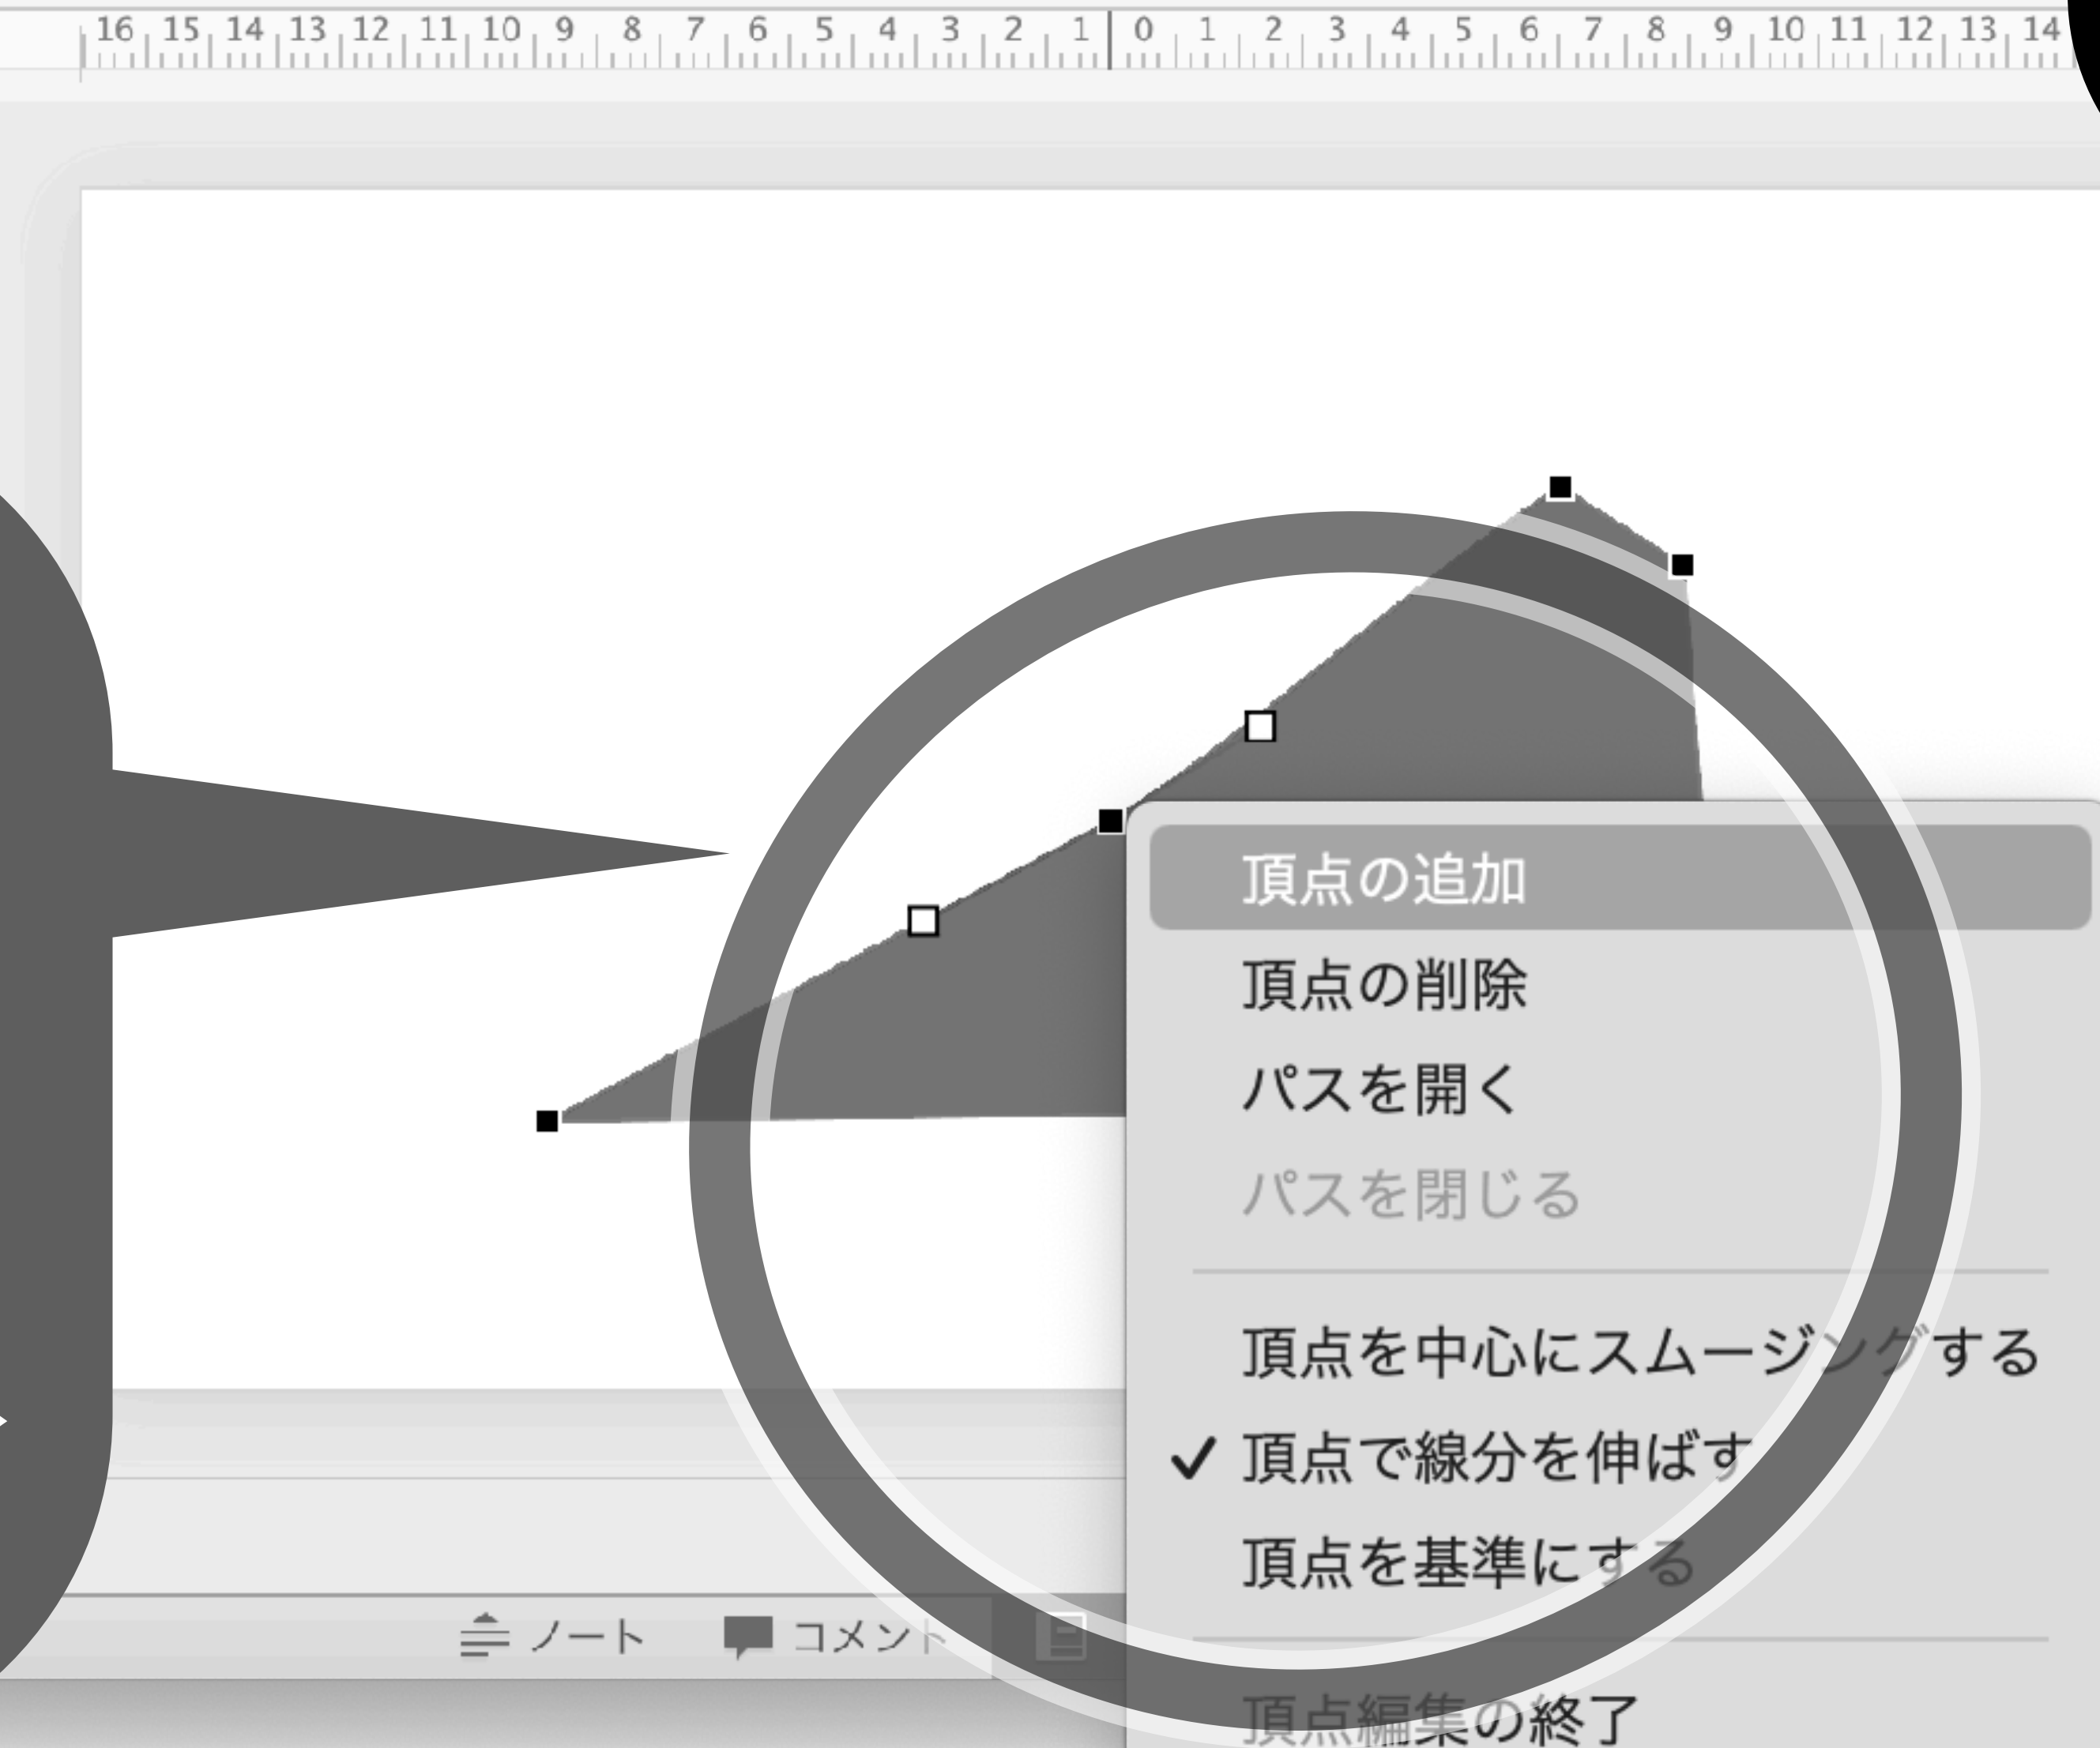 16 15 14 13 12 11 10 9 8 7 6 5 4 3 2 1 0 1 2 3 4 5 6 7 8 9 10 11 12 13 14
頂点の追加
頂点の削除
パスを開く
パスを閉じる
頂点を中心にスムージングする
✓ 頂点で線分を伸ばす
頂点を基準にする
ノート コメント
頂点編集の終了